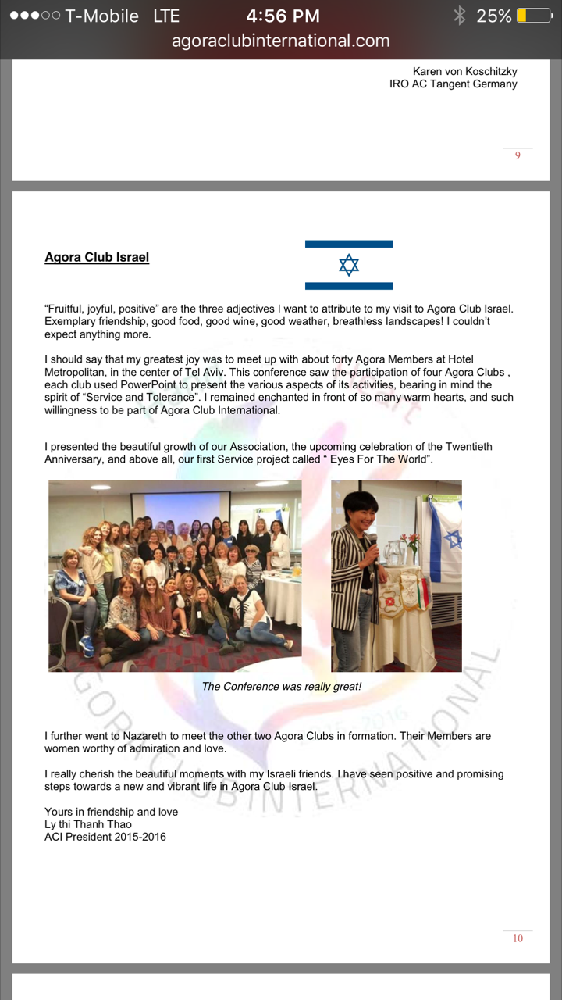 T-Mobile LTE 4:56 PM 25%
agoraclubinternational.com
Karen von Koschitzky
IRO AC Tangent Germany
9
Agora Club Israel
“Fruitful, joyful, positive” are the three adjectives I want to attribute to my visit to Agora Club Israel.
Exemplary friendship, good food, good wine, good weather, breathless landscapes! I couldn’t
expect anything more.
I should say that my greatest joy was to meet up with about forty Agora Members at Hotel
Metropolitan, in the center of Tel Aviv. This conference saw the participation of four Agora Clubs ,
each club used PowerPoint to present the various aspects of its activities, bearing in mind the
spirit of “Service and Tolerance”. I remained enchanted in front of so many warm hearts, and such
willingness to be part of Agora Club International.
I presented the beautiful growth of our Association, the upcoming celebration of the Twentieth
Anniversary, and above all, our first Service project called “ Eyes For The World”.
The Conference was really great!
I further went to Nazareth to meet the other two Agora Clubs in formation. Their Members are
women worthy of admiration and love.
I really cherish the beautiful moments with my Israeli friends. I have seen positive and promising
steps towards a new and vibrant life in Agora Club Israel.
Yours in friendship and love
Ly thi Thanh Thao
ACI President 2015-2016
10
2015-2016
AGORA CLUB INTERNATIONAL